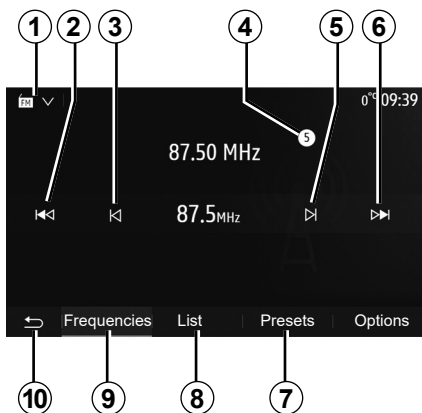 1 2 3 4 5 6
FM 0°C 09:39
5
87.50 MHz
87.5MHz
Frequencies List Presets Options
10 9 8 7